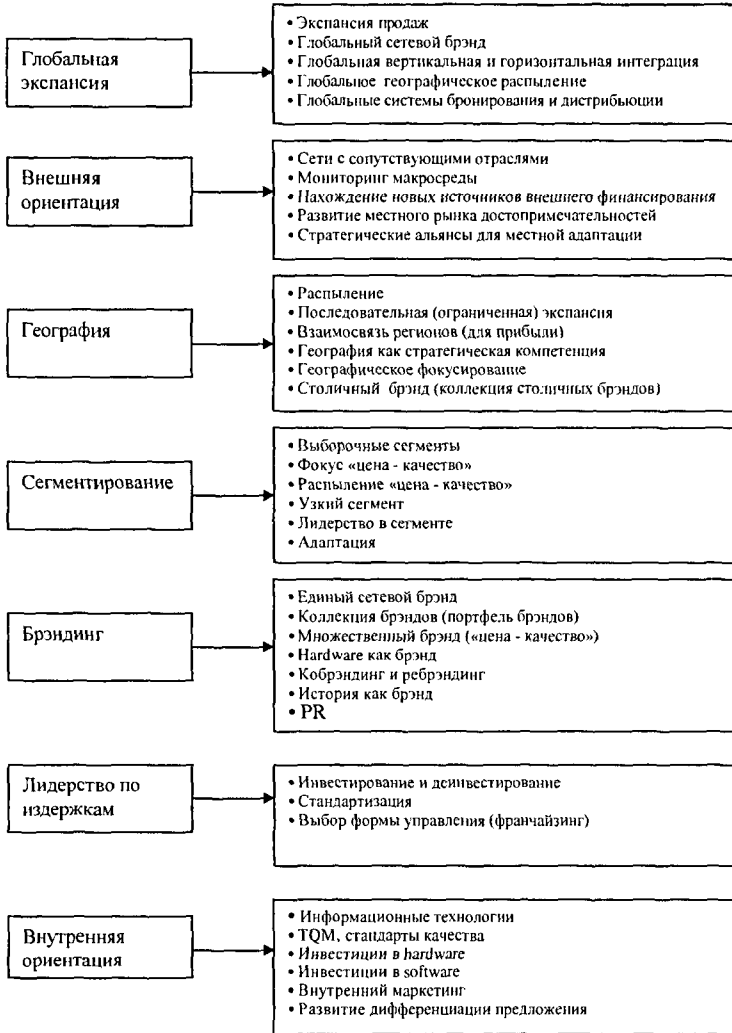 Глобальная
экспансия
• Экспансия продаж
• Глобальный сетевой брэнд
• Глобальная вертикальная и горизонтальная интеграция
• Глобальное географическое распыление
• Глобальные системы бронирования и дистрибьюции
Внешняя
ориентация
• Сети с сопутствующими отраслями
• Мониторинг макросреды
• Нахождение новых источников внешнего финансирования
• Развитие местного рынка достопримечательностей
• Стратегические альянсы для местной адаптации
География
• Распыление
• Последовательная (ограниченная) экспансия
• Взаимосвязь регионов (для прибыли)
• География как стратегическая компетенция
• Географическое фокусирование
• Столичный брэнд (коллекция столичных брэндов)
Сегментирование
• Выборочные сегменты
• Фокус «цена - качество»
• Распыление «цена - качество»
• Узкий сегмент
• Лидерство в сегменте
• Адаптация
Брэндинг
• Единый сетевой брэнд
• Коллекция брэндов (портфель брэндов)
• Множественный брэнд («цена - качество»)
• Hardware как брэнд
• Кобрэндинг и ребрэндинг
• История как брэнд
• PR
Лидерство по
издержкам
• Инвестирование и деинвестирование
• Стандартизация
• Выбор формы управления (франчайзинг)
Внутренняя
ориентация
• Информационные технологии
• TQM, стандарты качества
• Инвестиции в hardware
• Инвестиции в software
• Внутренний маркетинг
• Развитие дифференциации предложения